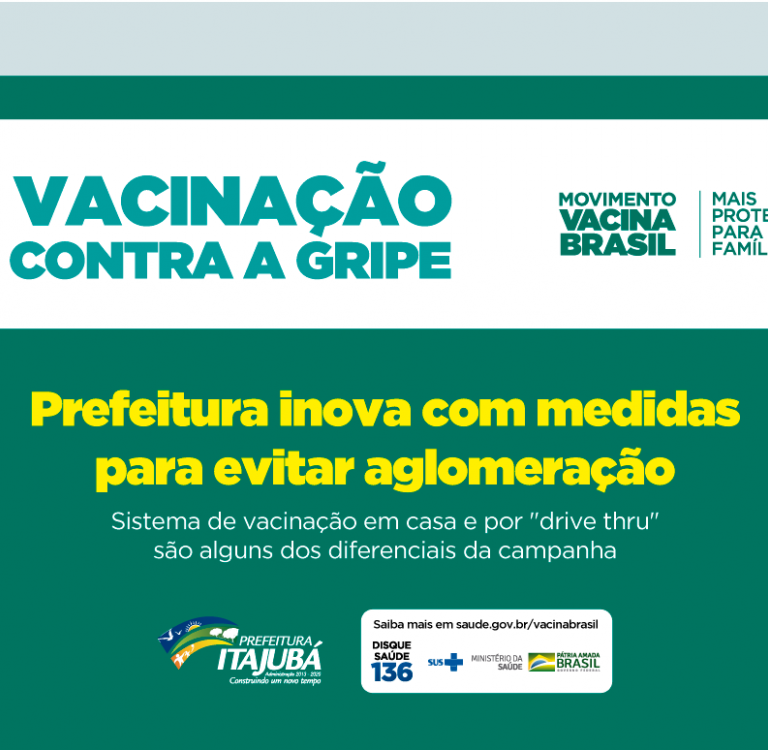 VACINAÇÃO
CONTRA A GRIPE
MOVIMENTO
VACINA
BRASIL
MAIS
PROTE
PARA
FAMÍL
Prefeitura inova com medidas
para evitar aglomeração
Sistema de vacinação em casa e por "drive thru"
são alguns dos diferenciais da campanha
PREFEITURA
ITAJUBÁ
Administração 2013 2020
Construindo um novo tempo
Saiba mais em saude.gov.br/vacinabrasil
DISQUE
SAÚDE
136
SUS
MINISTÉRIO DA
SAÚDE
PÁTRIA AMADA
BRASIL
GOVERNO FEDERAL